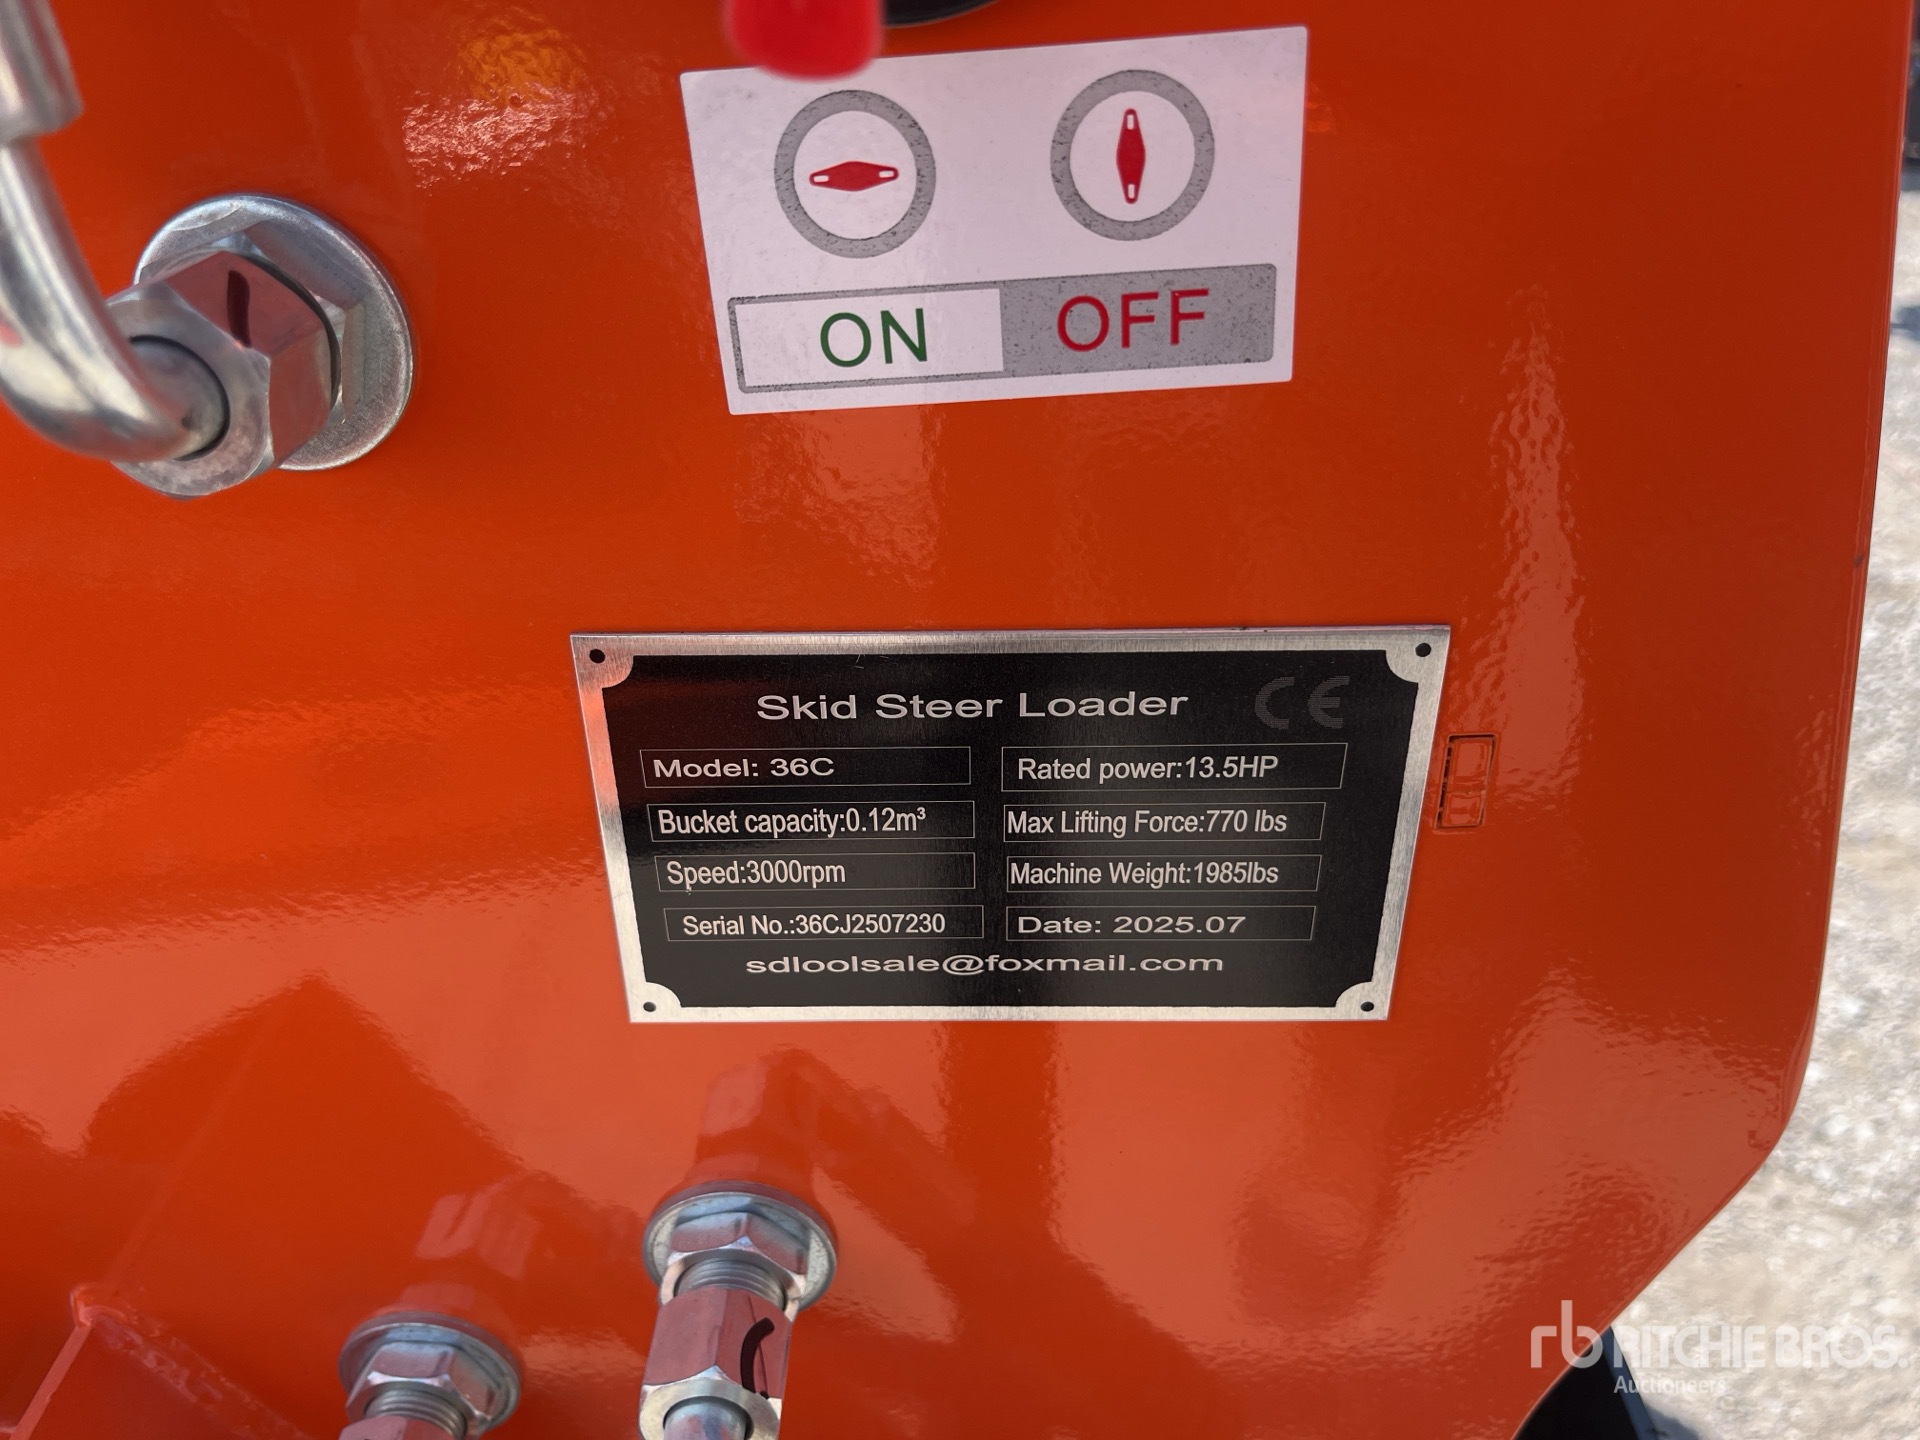 ON OFF
Skid Steer Loader CE
Model: 36C Rated power:13.5HP
Bucket capacity:0.12m³ Max Lifting Force:770 lbs
Speed:3000rpm Machine Weight:1985lbs
Serial No.:36CJ2507230 Date: 2025.07
sdloolsale@foxmail.com
rb RITCHIE BROS.
Auctioneers